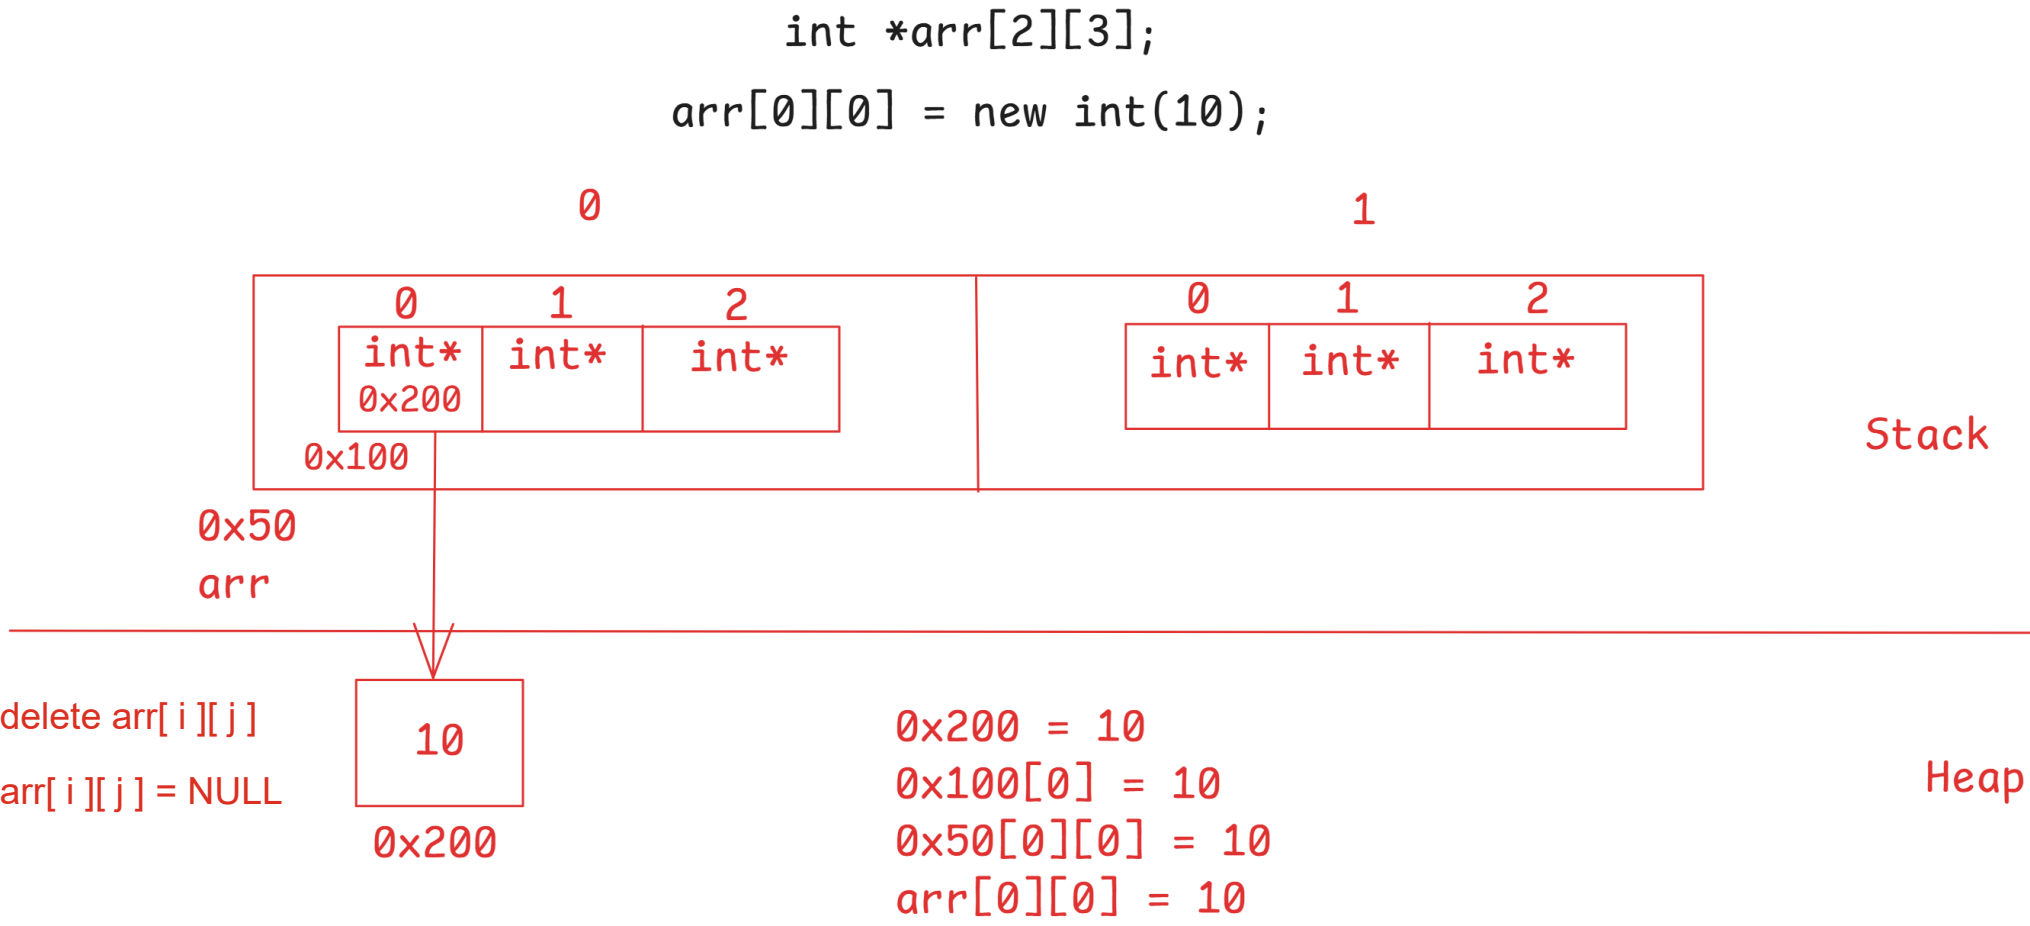 int *arr[2][3];
arr[0][0] = new int(10);
0 1
0 1 2 0 1 2
int* int* int* int* int* int*
0x200
0x100
Stack
0x50
arr
delete arr[ i ][ j ]
arr[ i ][ j ] = NULL
10
0x200
0x200 = 10
0x100[0] = 10
0x50[0][0] = 10
arr[0][0] = 10
Heap